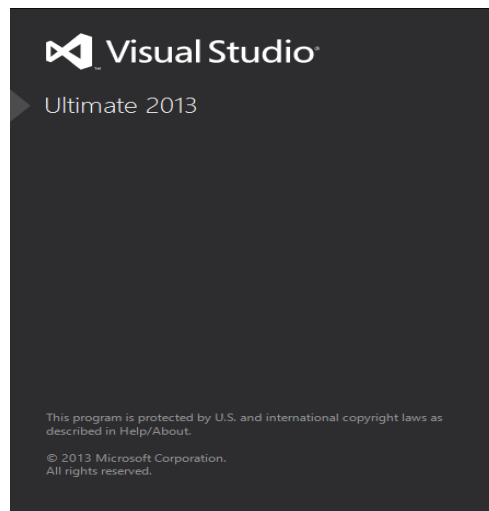 Visual Studio®
Ultimate 2013
This program is protected by U.S. and international copyright laws as
described in Help/About.
© 2013 Microsoft Corporation.
All rights reserved.